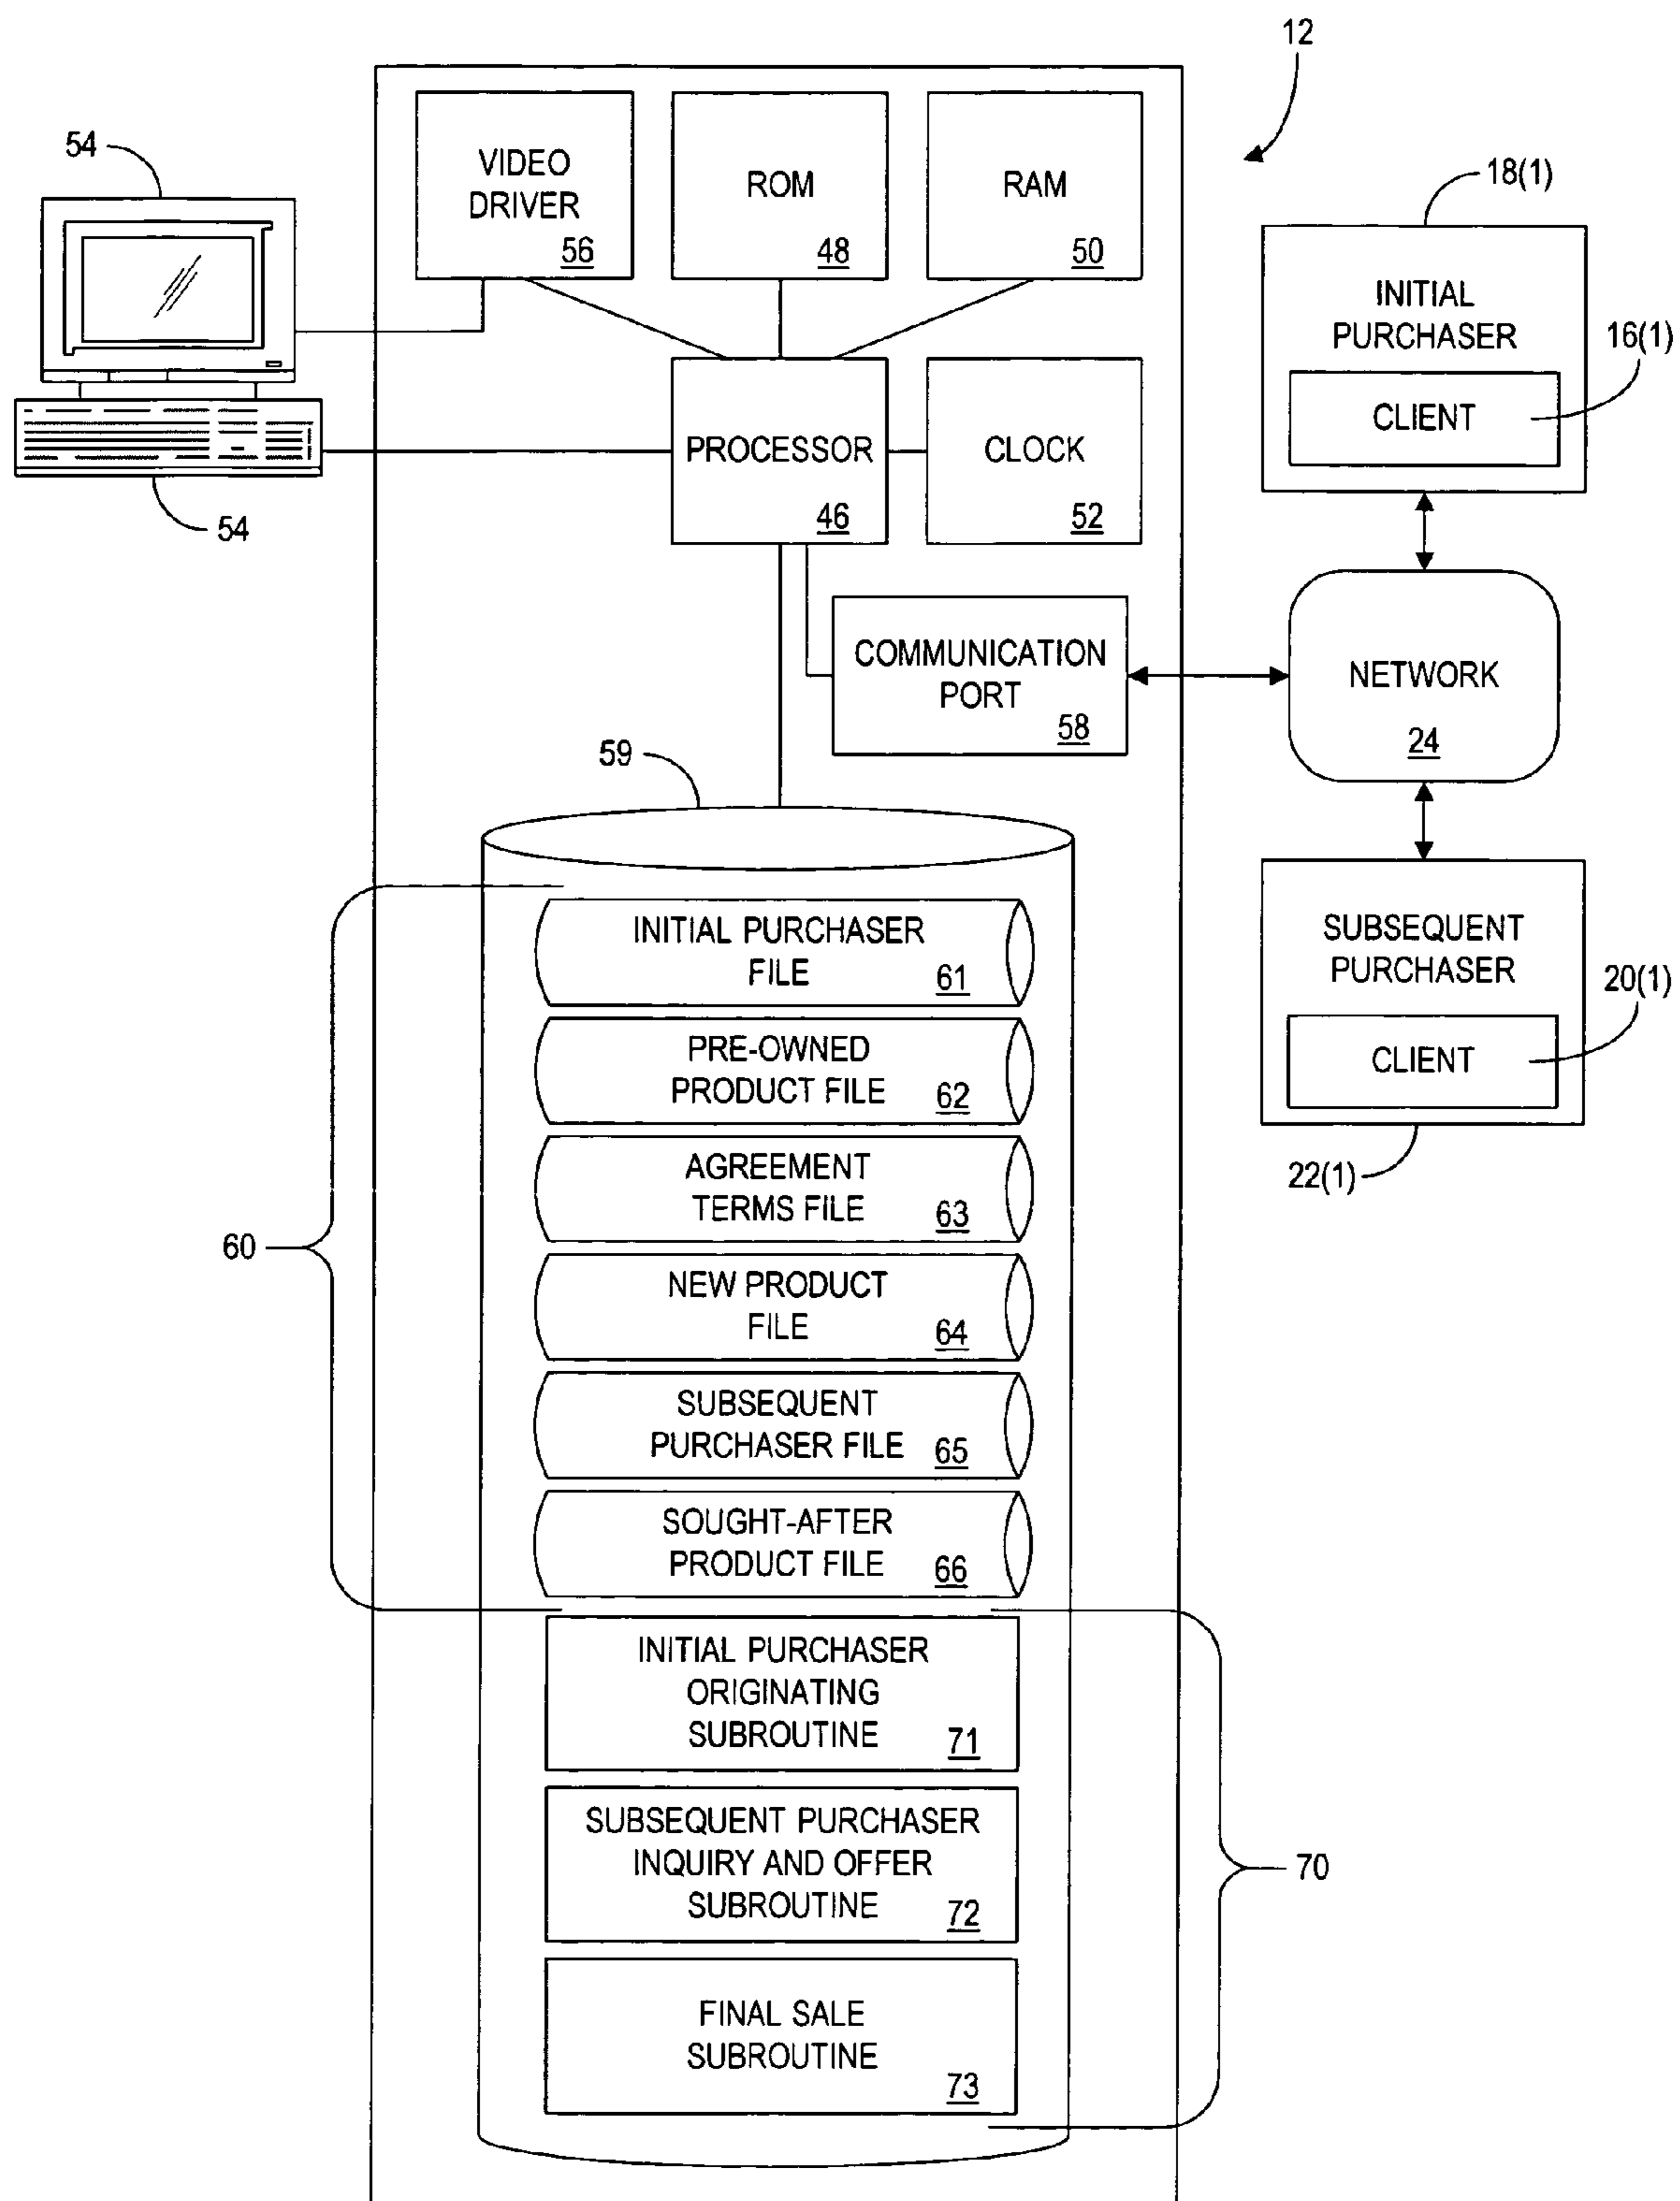 12
54
VIDEO
DRIVER
56
ROM
48
RAM
50
18(1)
INITIAL
PURCHASER
16(1)
CLIENT
PROCESSOR
46
CLOCK
52
54
COMMUNICATION
PORT
58
NETWORK
24
59
INITIAL PURCHASER
FILE
61
SUBSEQUENT
PURCHASER
20(1)
CLIENT
22(1)
PRE-OWNED
PRODUCT FILE
62
AGREEMENT
TERMS FILE
63
60
NEW PRODUCT
FILE
64
SUBSEQUENT
PURCHASER FILE
65
SOUGHT-AFTER
PRODUCT FILE
66
INITIAL PURCHASER
ORIGINATING
SUBROUTINE
71
SUBSEQUENT PURCHASER
INQUIRY AND OFFER
SUBROUTINE
72
70
FINAL SALE
SUBROUTINE
73